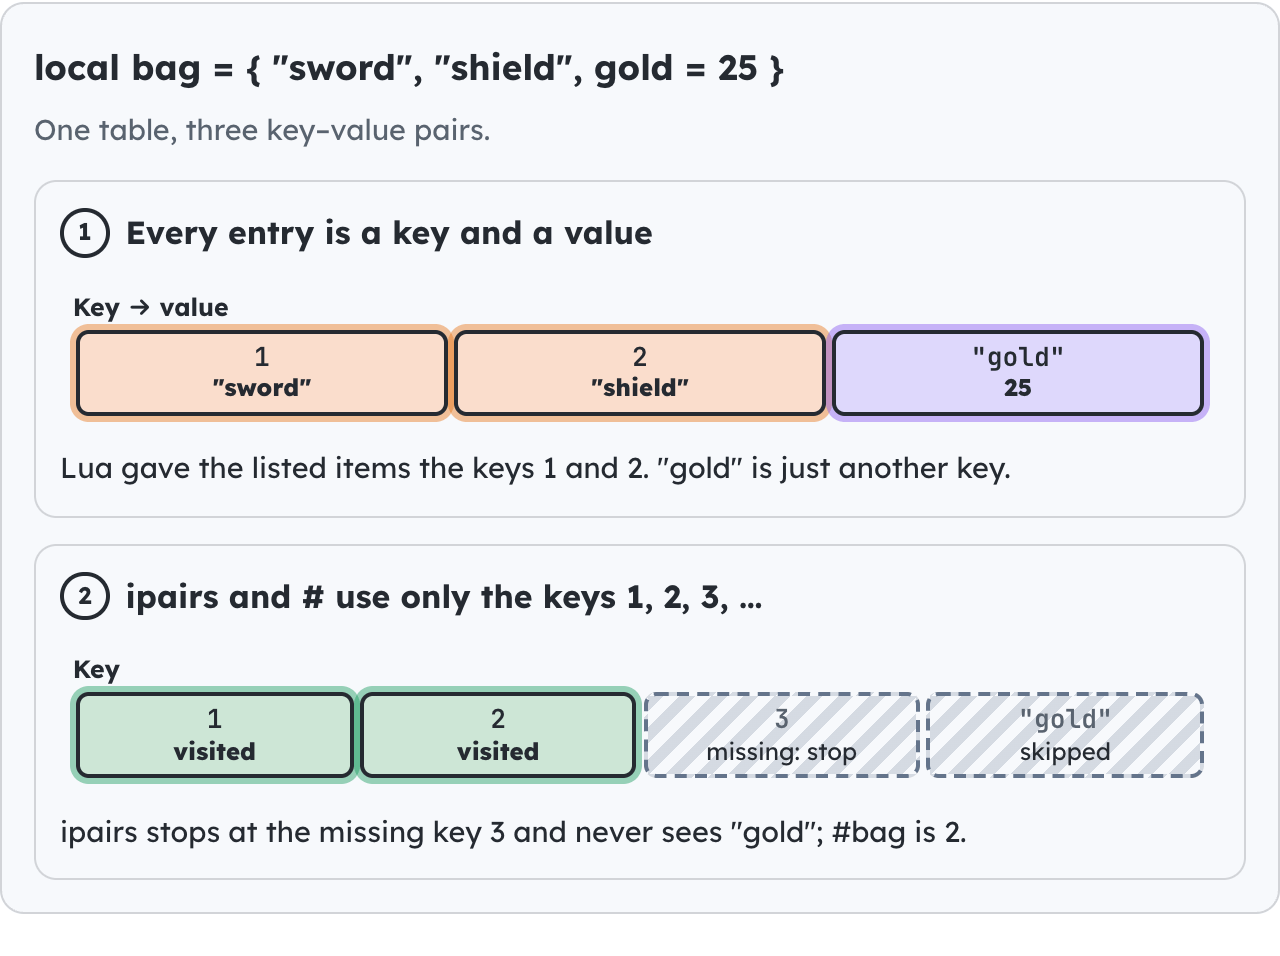 local bag = { "sword", "shield", gold = 25 }
One table, three key–value pairs.
1 Every entry is a key and a value
Key → value
1 2 "gold"
"sword" "shield" 25
Lua gave the listed items the keys 1 and 2. "gold" is just another key.
2 ipairs and # use only the keys 1, 2, 3, ...
Key
1 2 3 "gold"
visited visited missing: stop skipped
ipairs stops at the missing key 3 and never sees "gold"; #bag is 2.